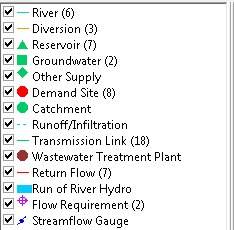 River (6)
Diversion (3)
Reservoir (7)
Groundwater (2)
Other Supply
Demand Site (8)
Catchment
Runoff/Infiltration
Transmission Link (18)
Wastewater Treatment Plant
Return Flow (7)
Run of River Hydro
Flow Requirement (2)
Streamflow Gauge